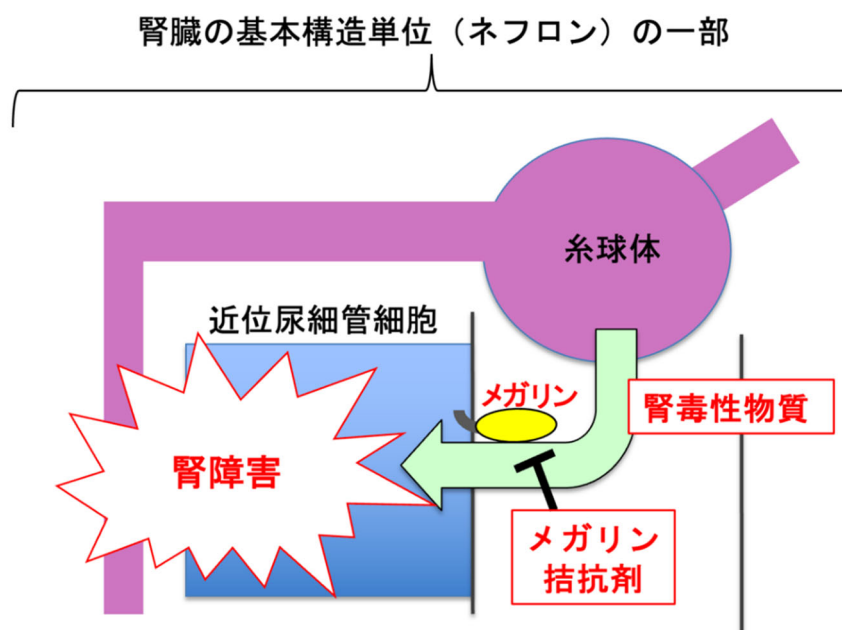 腎臓の基本構造単位（ネフロン）の一部
糸球体
近位尿細管細胞
メガリン
腎毒性物質
腎障害
メガリン
拮抗剤